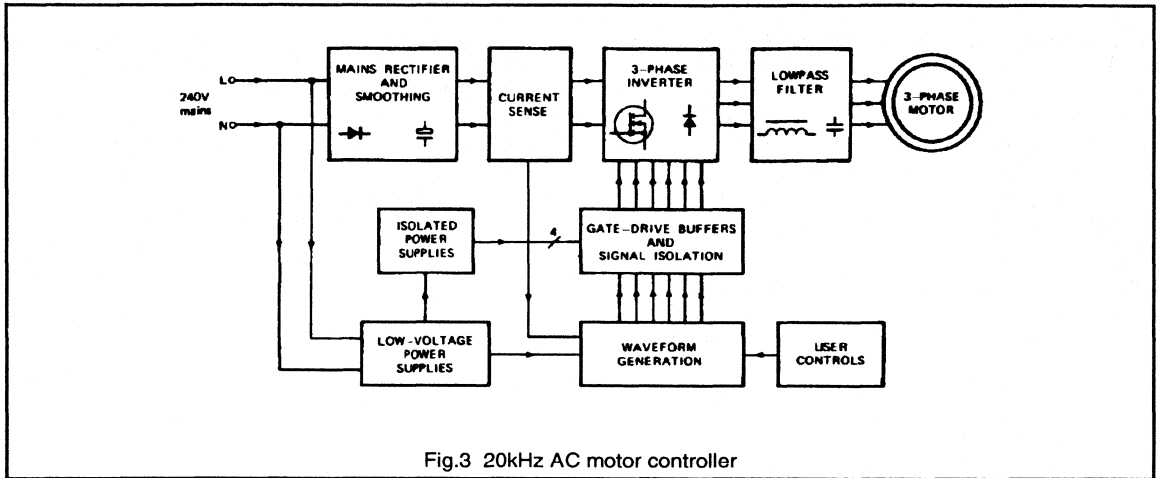 L
240V
mains
N
MAINS RECTIFIER
AND
SMOOTHING
CURRENT
SENSE
3-PHASE
INVERTER
LOWPASS
FILTER
3-PHASE
MOTOR
ISOLATED
POWER
SUPPLIES
4
GATE-DRIVE BUFFERS
AND
SIGNAL ISOLATION
LOW-VOLTAGE
POWER
SUPPLIES
WAVEFORM
GENERATION
USER
CONTROLS
Fig.3 20kHz AC motor controller